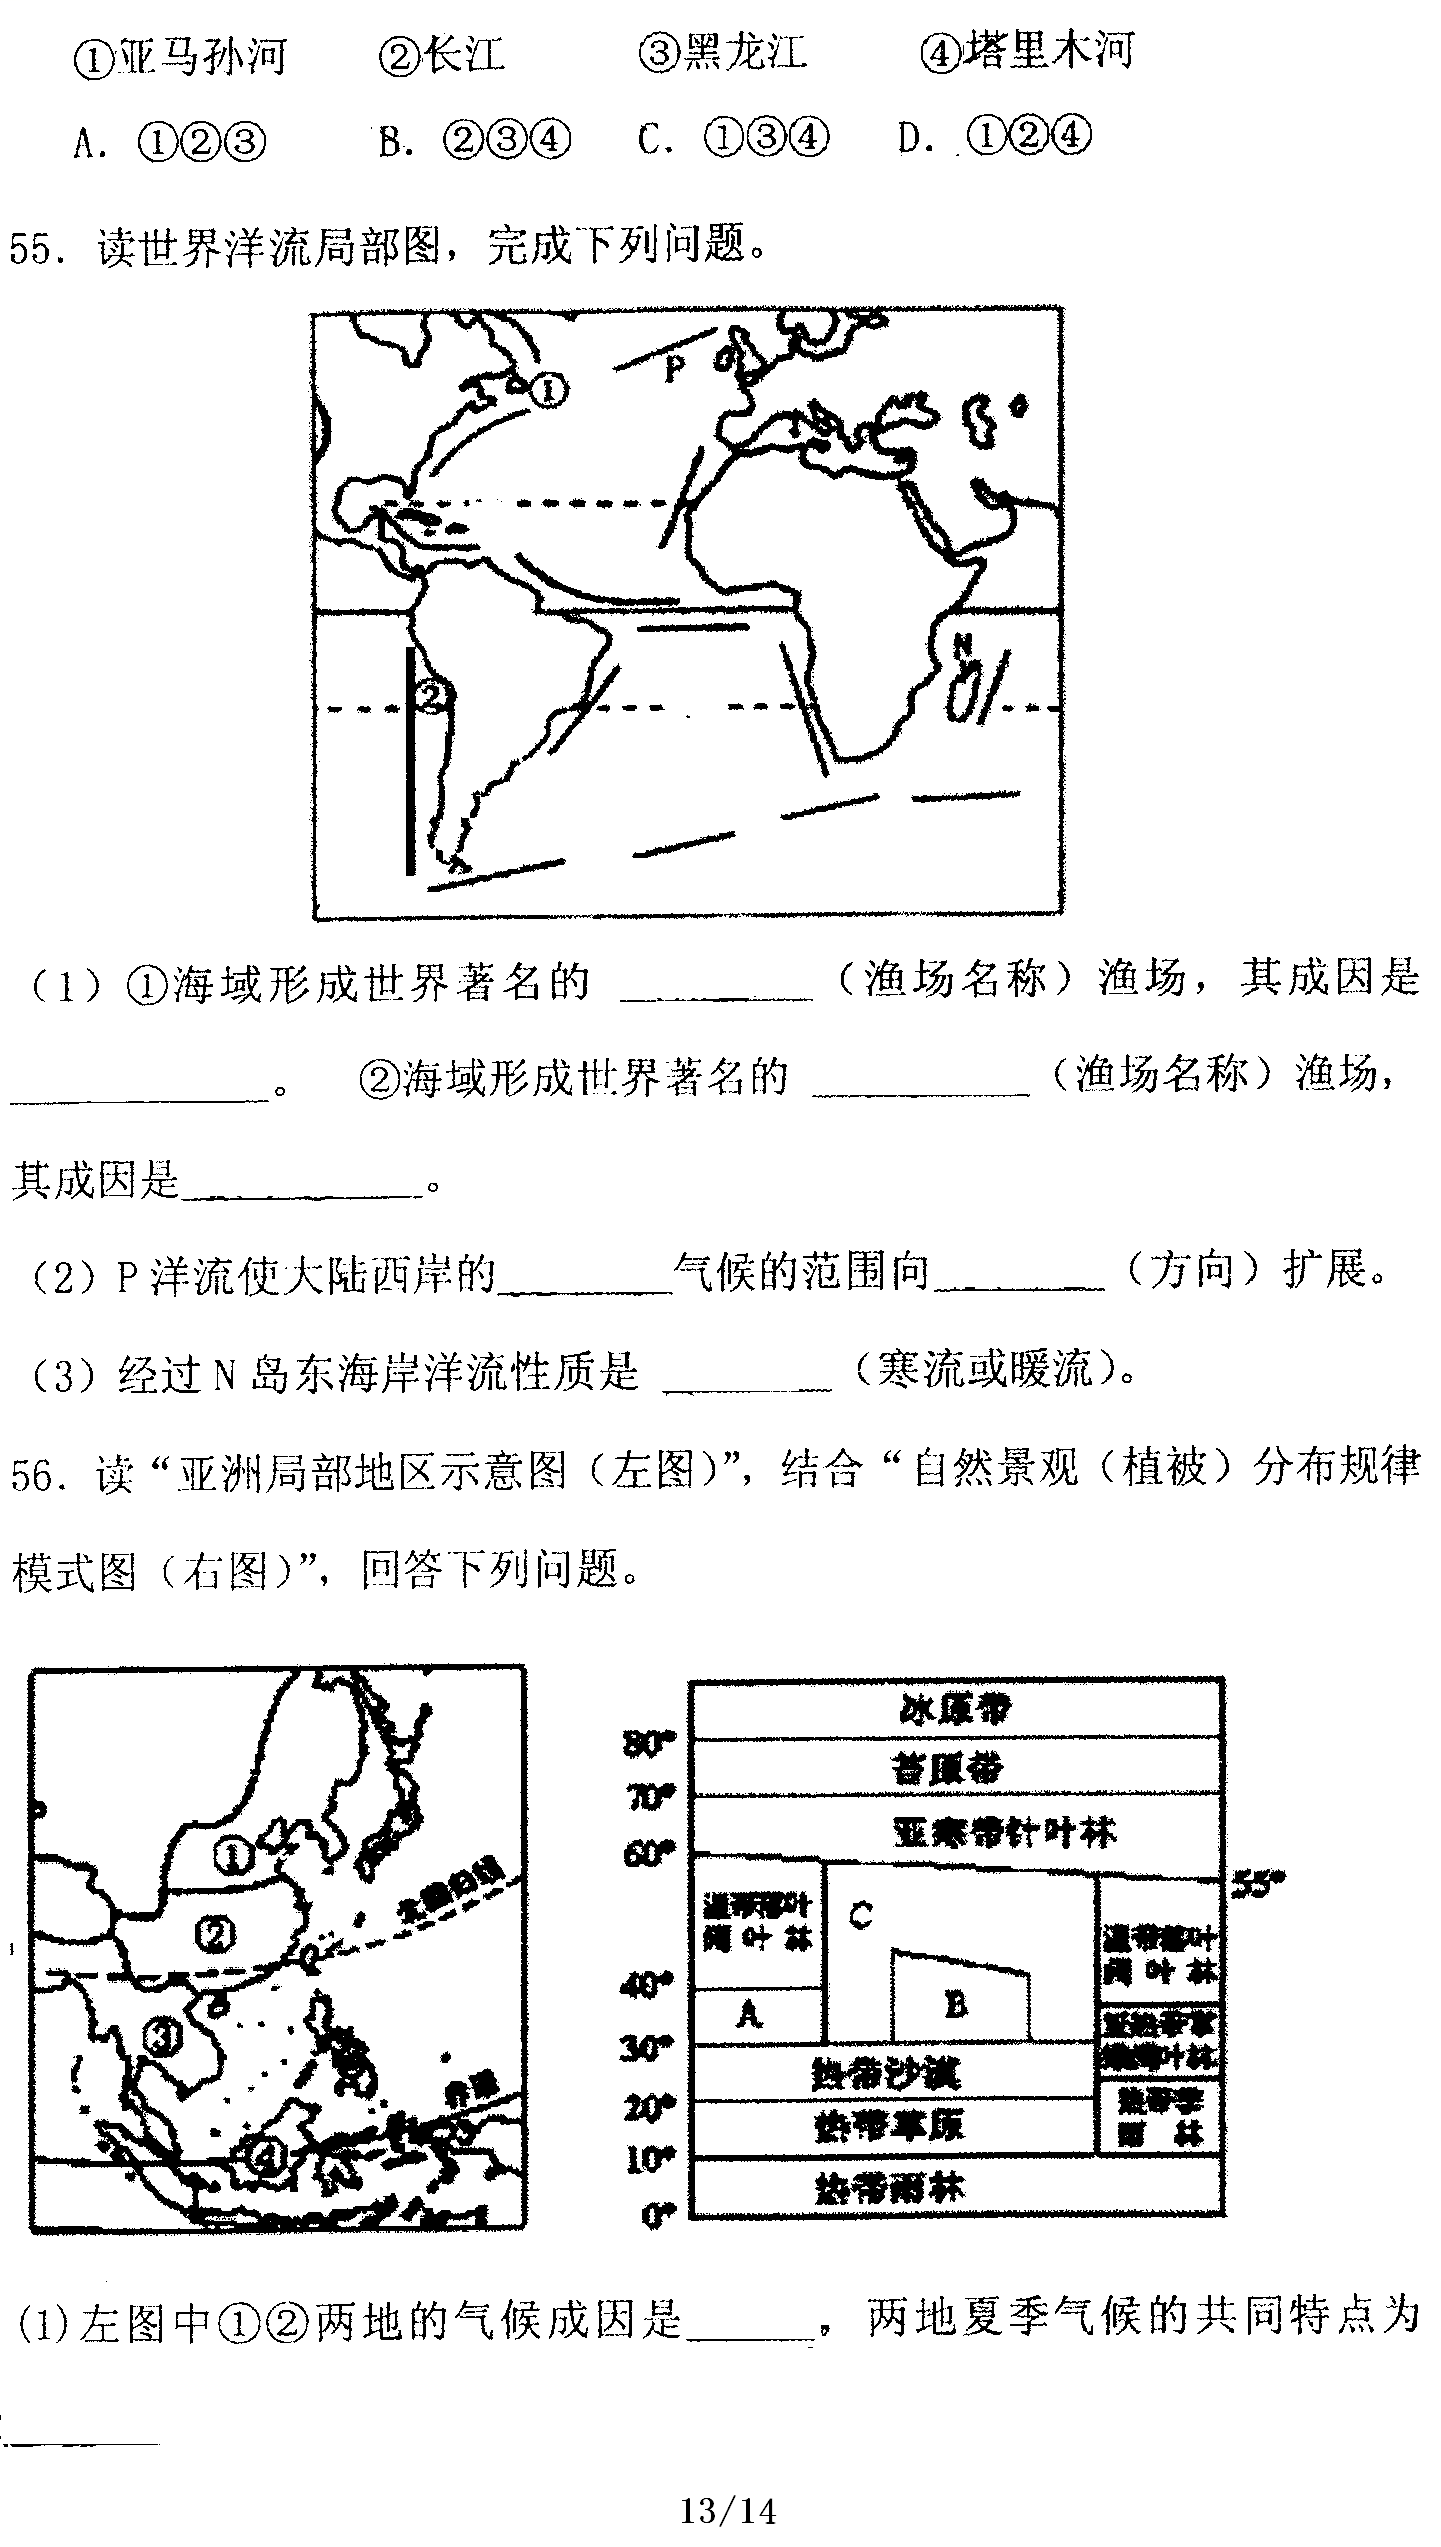 ①亚马孙河 ②长江 ③黑龙江 ④塔里木河
A. ①②③ B. ②③④ C. ①③④ D. ①②④
55. 读世界洋流局部图，完成下列问题。
①
P
N
②
（1）①海域形成世界著名的 ________（渔场名称）渔场，其成因是
____________。 ②海域形成世界著名的 __________（渔场名称）渔场，
其成因是___________。
（2）P 洋流使大陆西岸的________气候的范围向________（方向）扩展。
（3）经过 N 岛东海岸洋流性质是 ________（寒流或暖流）。
56. 读“亚洲局部地区示意图（左图）”，结合“自然景观（植被）分布规律
模式图（右图）”，回答下列问题。
①
②
北回归线
③
赤道
④
冰原带
80°
苔原带
70°
亚寒带针叶林
60°
55°
温带落叶
阔叶林
C
温带落叶
阔叶林
40°
A
B
亚热带常
绿阔叶林
30°
热带沙漠
20°
热带季
雨林
热带草原
10°
热带雨林
0°
(1)左图中①②两地的气候成因是______，两地夏季气候的共同特点为
_______
13/14